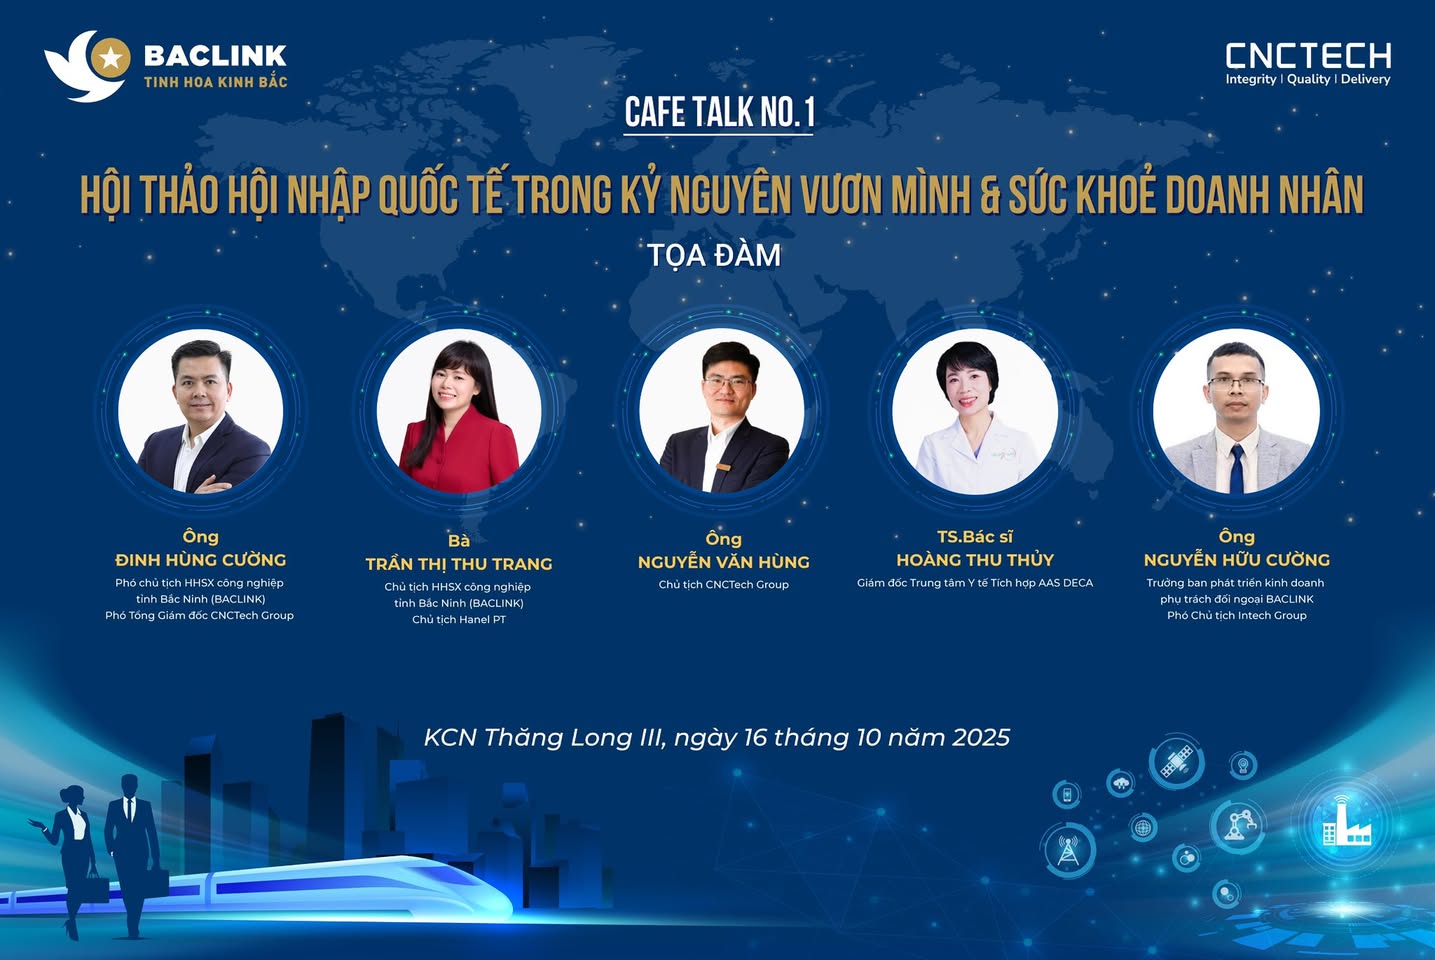 BACLINK
TINH HOA KINH BẮC
CNCTECH
Integrity | Quality | Delivery
CAFE TALK NO.1
HỘI THẢO HỘI NHẬP QUỐC TẾ TRONG KỶ NGUYÊN VƯƠN MÌNH & SỨC KHOẺ DOANH NHÂN
TỌA ĐÀM
Ông
ĐINH HÙNG CƯỜNG
Phó chủ tịch HHSX công nghiệp
tỉnh Bắc Ninh (BACLINK)
Phó Tổng Giám đốc CNCTech Group
Bà
TRẦN THỊ THU TRANG
Chủ tịch HHSX công nghiệp
tỉnh Bắc Ninh (BACLINK)
Chủ tịch Hanel PT
Ông
NGUYỄN VĂN HÙNG
Chủ tịch CNCTech Group
TS.Bác sĩ
HOÀNG THU THỦY
Giám đốc Trung tâm Y tế Tích hợp AAS DECA
Ông
NGUYỄN HỮU CƯỜNG
Trưởng ban phát triển kinh doanh
phụ trách đối ngoại BACLINK
Phó Chủ tịch Intech Group
KCN Thăng Long III, ngày 16 tháng 10 năm 2025